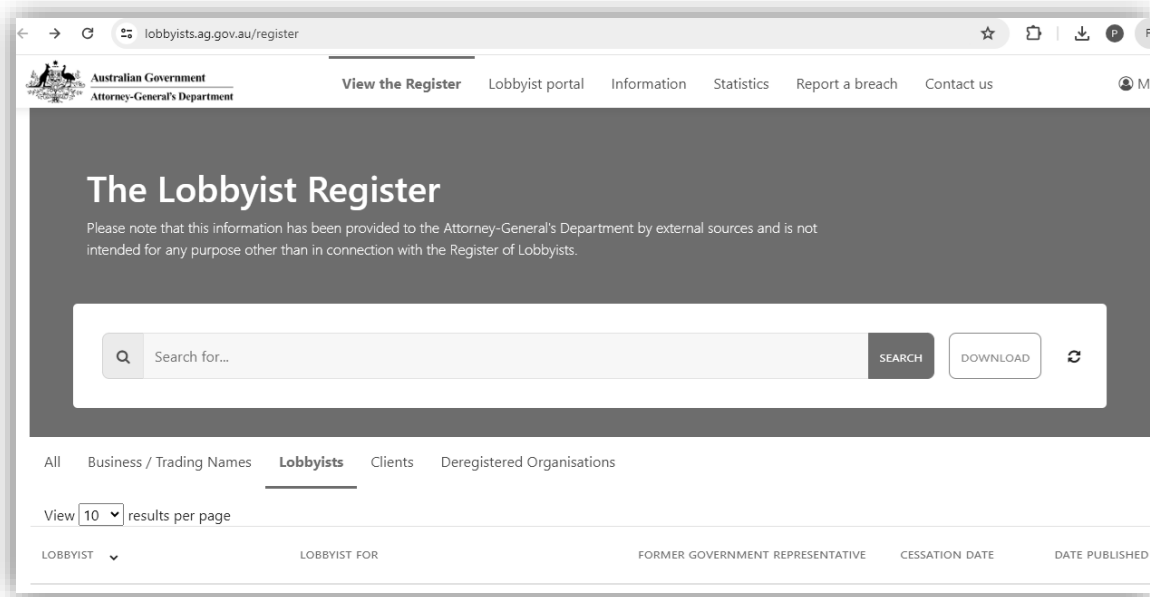 lobbyists.ag.gov.au/register
P
Australian Government
Attorney-General's Department
View the Register Lobbyist portal Information Statistics Report a breach Contact us
The Lobbyist Register
Please note that this information has been provided to the Attorney-General's Department by external sources and is not
intended for any purpose other than in connection with the Register of Lobbyists.
Search for... SEARCH DOWNLOAD
All Business / Trading Names Lobbyists Clients Deregistered Organisations
View 10 results per page
LOBBYIST LOBBYIST FOR FORMER GOVERNMENT REPRESENTATIVE CESSATION DATE DATE PUBLISHED